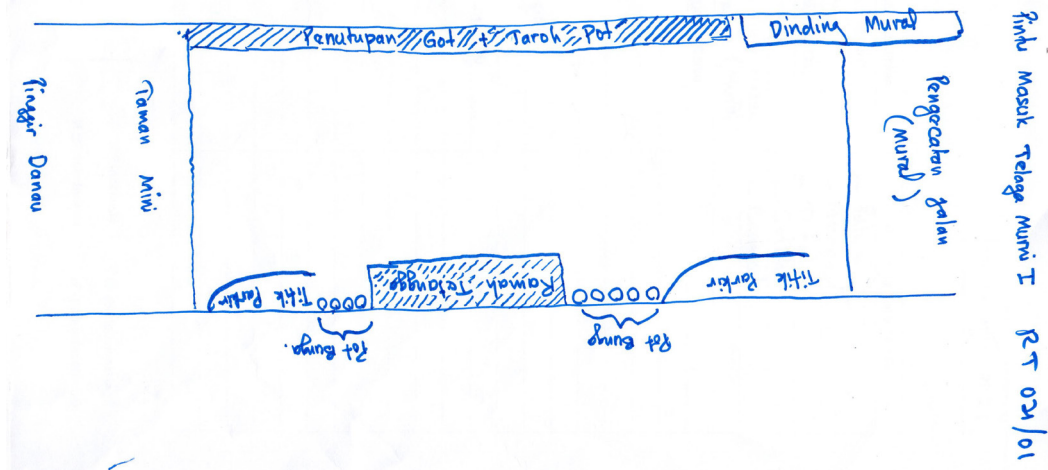 Penutupan Got + Taroh Pot
Dinding Mural
Pintu Masuk Telaga Murni I RT 021/01
Pengecatan jalan
(Mural)
Taman Mini
Pinggir Danau
Titik Parkir
Ramah Tetangga
Titik Parkir
Pot Bunga.
Pot Bunga